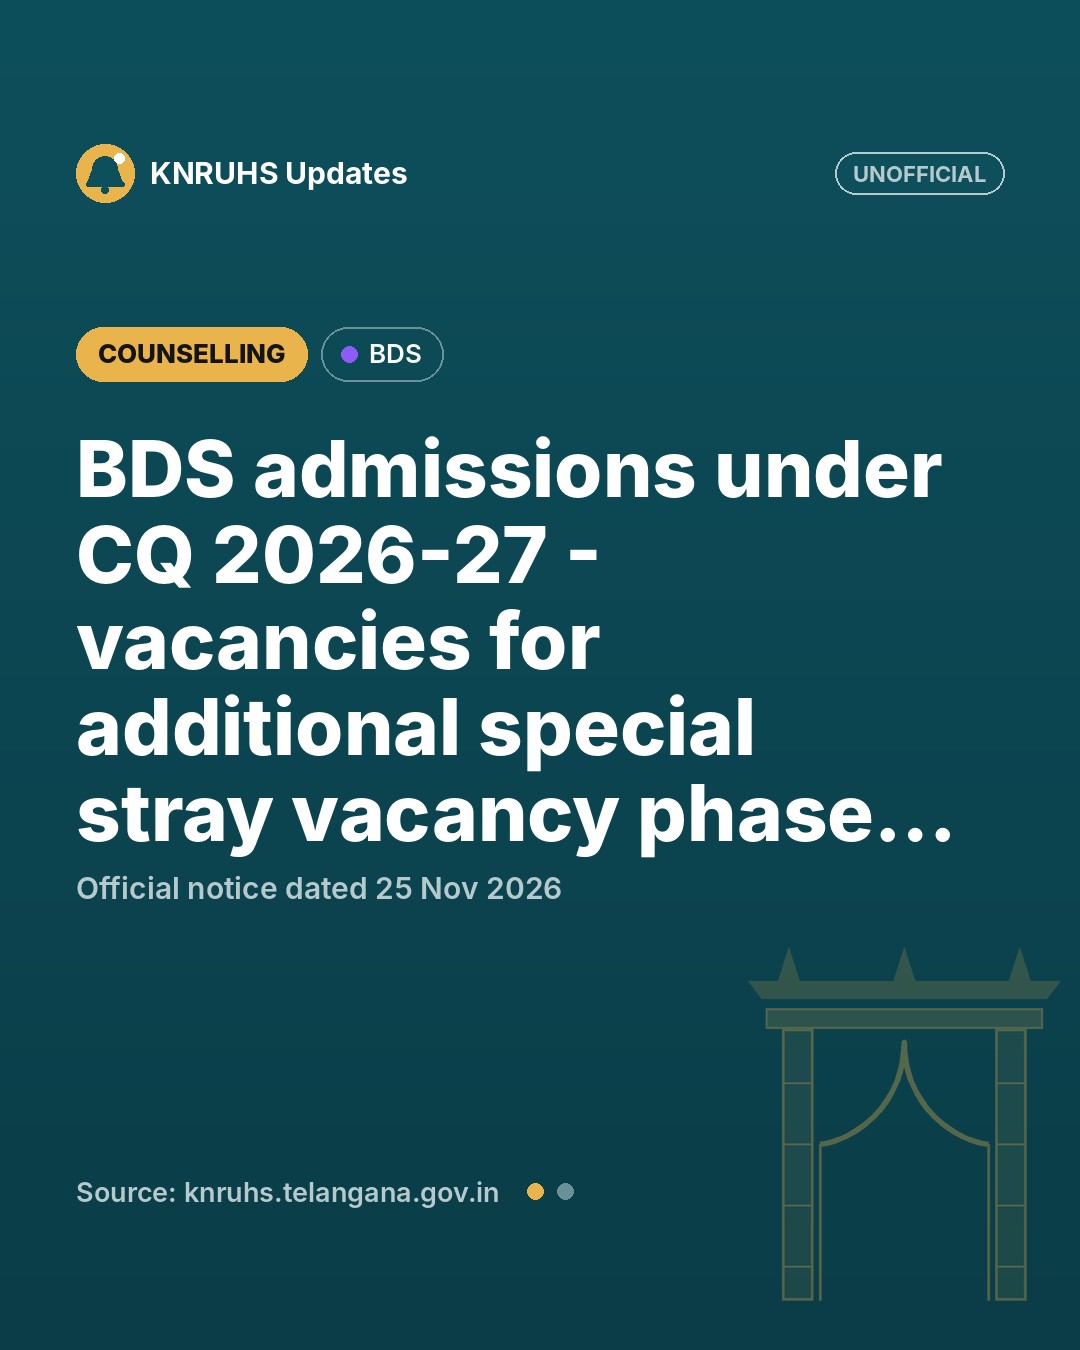 KNRUHS Updates
UNOFFICIAL
COUNSELLING
BDS
BDS admissions under
CQ 2026-27 -
vacancies for
additional special
stray vacancy phase...
Official notice dated 25 Nov 2026
Source: knruhs.telangana.gov.in